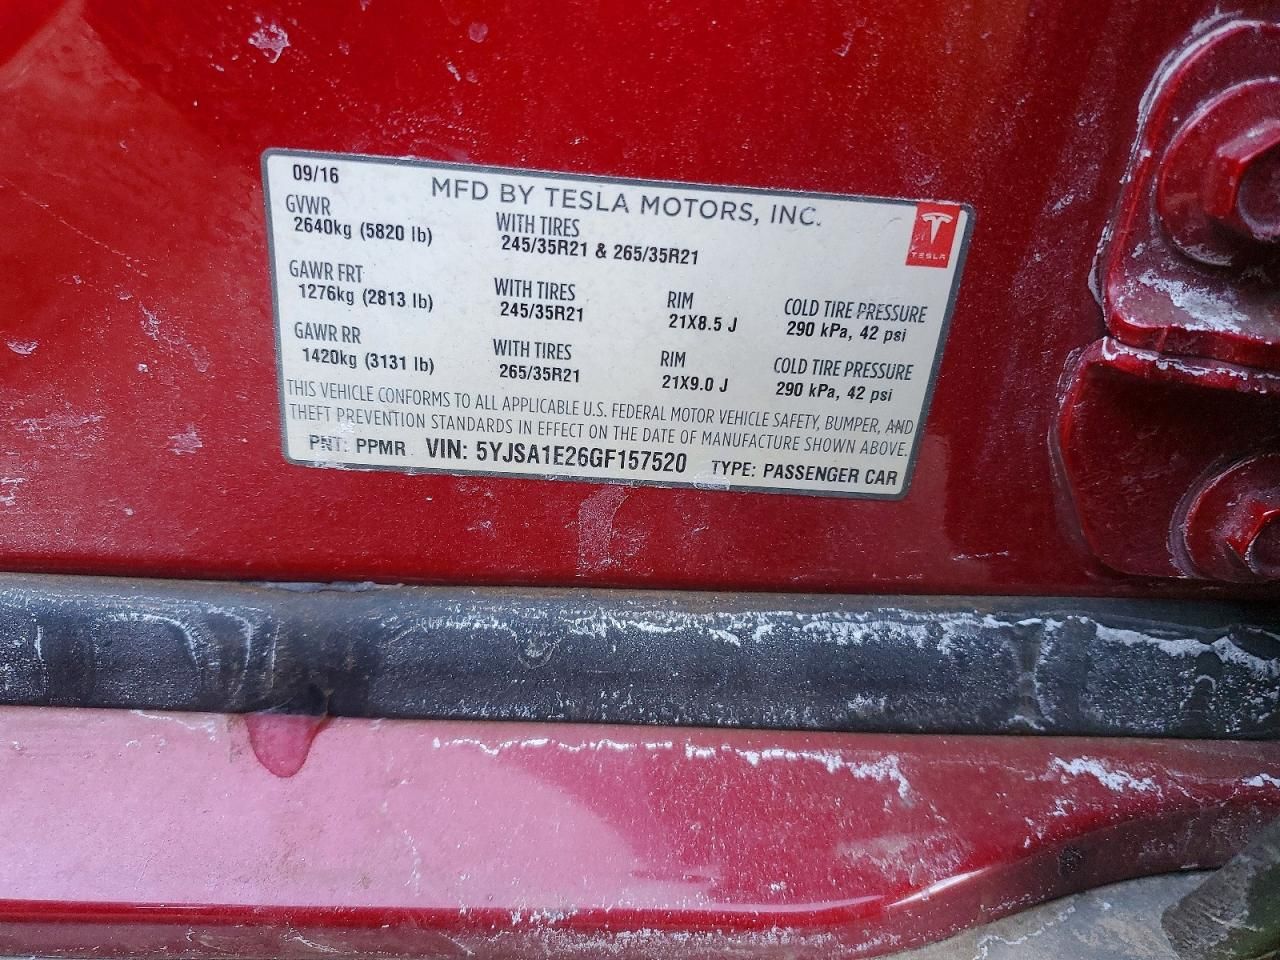 09/16
MFD BY TESLA MOTORS, INC.
TESLA
GVWR
2640kg (5820 lb)
WITH TIRES
245/35R21 & 265/35R21
GAWR FRT
1276kg (2813 lb)
WITH TIRES
245/35R21
RIM
21X8.5 J
COLD TIRE PRESSURE
290 kPa, 42 psi
GAWR RR
1420kg (3131 lb)
WITH TIRES
265/35R21
RIM
21X9.0 J
COLD TIRE PRESSURE
290 kPa, 42 psi
THIS VEHICLE CONFORMS TO ALL APPLICABLE U.S. FEDERAL MOTOR VEHICLE SAFETY, BUMPER, AND
THEFT PREVENTION STANDARDS IN EFFECT ON THE DATE OF MANUFACTURE SHOWN ABOVE.
PNT: PPMR VIN: 5YJSA1E26GF157520 TYPE: PASSENGER CAR